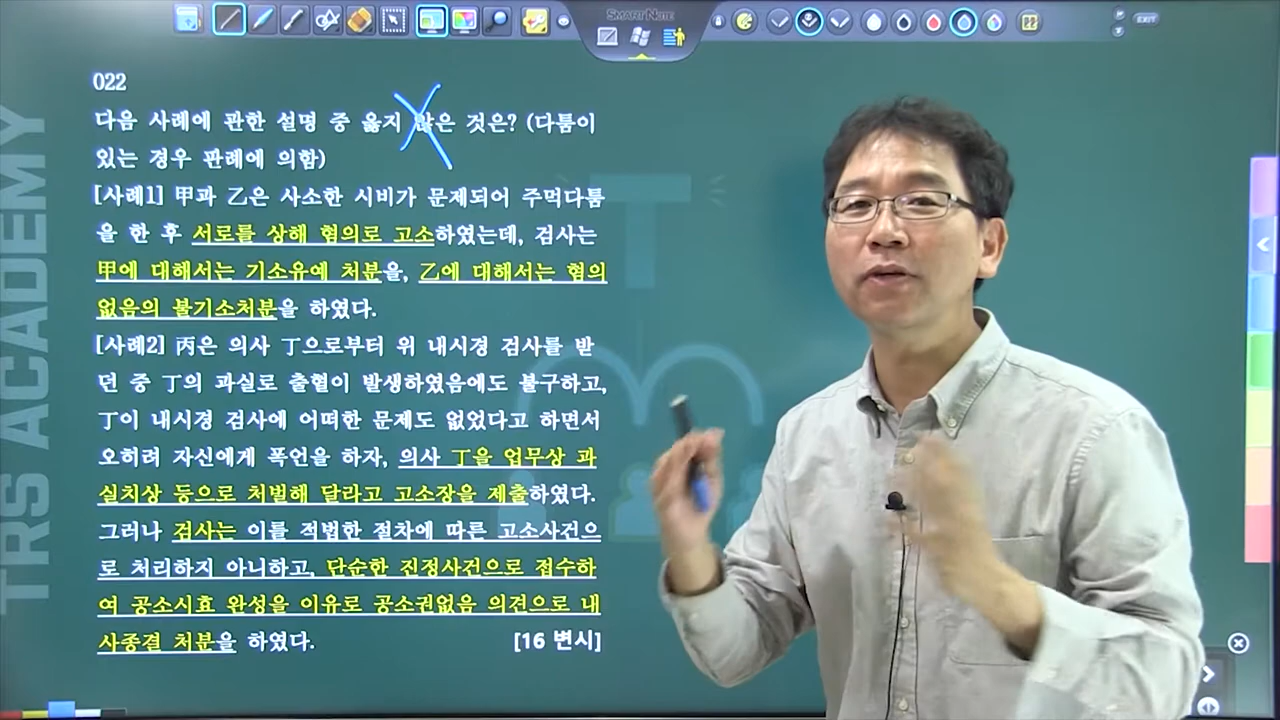 SMART NOTE
EXIT
TRS ACADEMY
022
다음 사례에 관한 설명 중 옳지 않은 것은? (다툼이
있는 경우 판례에 의함)
[사례1] 甲과 乙은 사소한 시비가 문제되어 주먹다툼
을 한 후 서로를 상해 혐의로 고소하였는데, 검사는
甲에 대해서는 기소유예 처분을, 乙에 대해서는 혐의
없음의 불기소처분을 하였다.
[사례2] 丙은 의사 丁으로부터 위 내시경 검사를 받
던 중 丁의 과실로 출혈이 발생하였음에도 불구하고,
丁이 내시경 검사에 어떠한 문제도 없었다고 하면서
오히려 자신에게 폭언을 하자, 의사 丁을 업무상 과
실치상 등으로 처벌해 달라고 고소장을 제출하였다.
그러나 검사는 이를 적법한 절차에 따른 고소사건으
로 처리하지 아니하고, 단순한 진정사건으로 접수하
여 공소시효 완성을 이유로 공소권없음 의견으로 내
사종결 처분을 하였다. [16 변시]